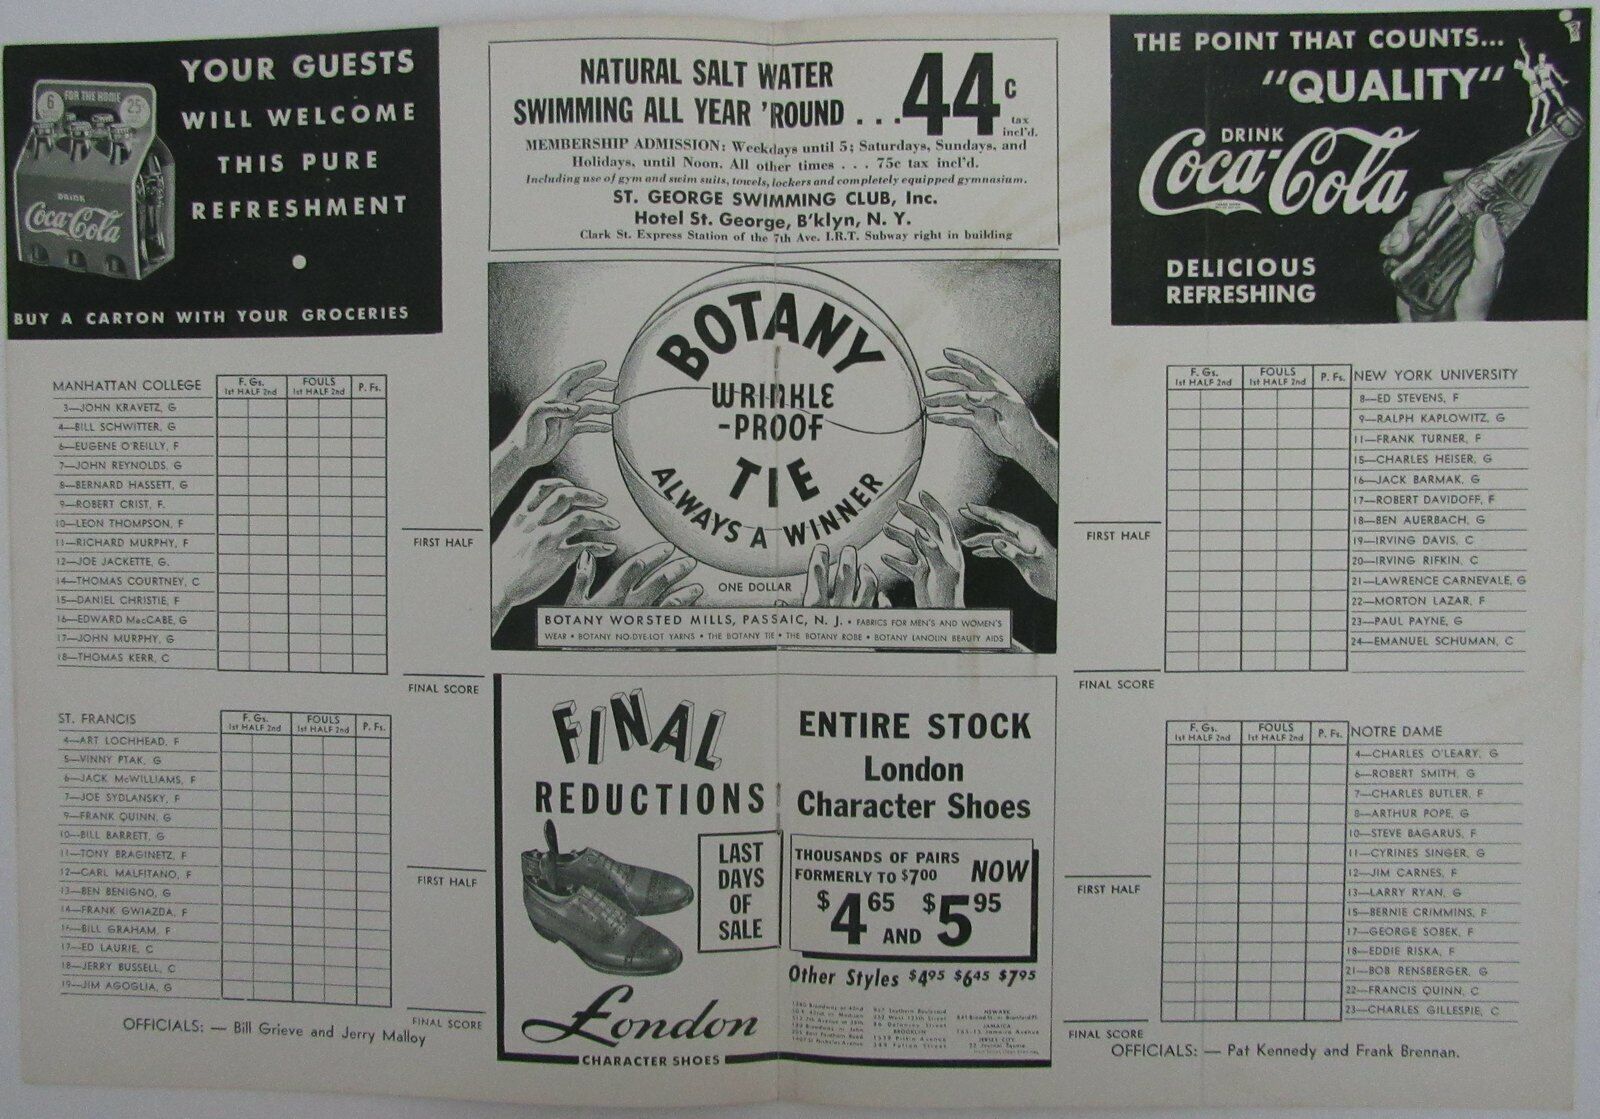 YOUR GUESTS
WILL WELCOME
THIS PURE
REFRESHMENT
6 FOR THE HOME 25¢
DRINK
Coca-Cola
BUY A CARTON WITH YOUR GROCERIES
NATURAL SALT WATER
SWIMMING ALL YEAR 'ROUND . . . 44c
tax
incl'd.
MEMBERSHIP ADMISSION: Weekdays until 5; Saturdays, Sundays, and
Holidays, until Noon. All other times . . . 75c tax incl'd.
Including use of gym and swim suits, towels, lockers and completely equipped gymnasium.
ST. GEORGE SWIMMING CLUB, Inc.
Hotel St. George, B'klyn, N. Y.
Clark St. Express Station of the 7th Ave. I.R.T. Subway right in building
THE POINT THAT COUNTS...
"QUALITY"
DRINK
Coca-Cola
DELICIOUS
REFRESHING
BOTANY
WRINKLE
-PROOF
TIE
ALWAYS A WINNER
ONE DOLLAR
BOTANY WORSTED MILLS, PASSAIC, N. J. • FABRICS FOR MEN'S AND WOMEN'S
WEAR • BOTANY NO-DYE-LOT YARNS • THE BOTANY TIE • THE BOTANY ROBE • BOTANY LANOLIN BEAUTY AIDS
MANHATTAN COLLEGE
F. Gs. FOULS P. Fs.
1st HALF 2nd 1st HALF 2nd
3—JOHN KRAVETZ, G
4—BILL SCHWITTER, G
6—EUGENE O'REILLY, F
7—JOHN REYNOLDS, G
8—BERNARD HASSETT, G
9—ROBERT CRIST, F.
10—LEON THOMPSON, F
11—RICHARD MURPHY, F
12—JOE JACKETTE, G.
14—THOMAS COURTNEY, C
15—DANIEL CHRISTIE, F
16—EDWARD MacCABE, G
17—JOHN MURPHY, G
18—THOMAS KERR, C
FIRST HALF
FINAL SCORE
F. Gs. FOULS P. Fs. NEW YORK UNIVERSITY
1st HALF 2nd 1st HALF 2nd
8—ED STEVENS, F
9—RALPH KAPLOWITZ, G
11—FRANK TURNER, F
15—CHARLES HEISER, G
16—JACK BARMAK, G
17—ROBERT DAVIDOFF, F
18—BEN AUERBACH, G
19—IRVING DAVIS, C
20—IRVING RIFKIN, C
21—LAWRENCE CARNEVALE, G
22—MORTON LAZAR, F
23—PAUL PAYNE, G
24—EMANUEL SCHUMAN, C
FIRST HALF
FINAL SCORE
ST. FRANCIS
F. Gs. FOULS P. Fs.
1st HALF 2nd 1st HALF 2nd
4—ART LOCHHEAD, F
5—VINNY PTAK, G
6—JACK McWILLIAMS, F
7—JOE SYDLANSKY, F
9—FRANK QUINN, G
10—BILL BARRETT, G
11—TONY BRAGINETZ, F
12—CARL MALFITANO, F
13—BEN BENIGNO, G
14—FRANK GWIAZDA, F
16—BILL GRAHAM, F
17—ED LAURIE, C
18—JERRY BUSSELL, C
19—JIM AGOGLIA, G
FIRST HALF
FINAL SCORE
OFFICIALS: — Bill Grieve and Jerry Malloy
FINAL
REDUCTIONS
LAST
DAYS
OF
SALE
London
CHARACTER SHOES
ENTIRE STOCK
London
Character Shoes
THOUSANDS OF PAIRS
FORMERLY TO $7.00 NOW
$4.65 AND $5.95
Other Styles $4.95 $6.45 $7.95
BROOKLYN
NEWARK
JAMAICA
JERSEY CITY
F. Gs. FOULS P. Fs. NOTRE DAME
1st HALF 2nd 1st HALF 2nd
4—CHARLES O'LEARY, G
6—ROBERT SMITH, G
7—CHARLES BUTLER, F
8—ARTHUR POPE, G
10—STEVE BAGARUS, F
11—CYRINES SINGER, G
12—JIM CARNES, F
13—LARRY RYAN, G
15—BERNIE CRIMMINS, F
17—GEORGE SOBEK, F
18—EDDIE RISKA, F
21—BOB RENSBERGER, G
22—FRANCIS QUINN, C
23—CHARLES GILLESPIE, C
FIRST HALF
FINAL SCORE
OFFICIALS: — Pat Kennedy and Frank Brennan.